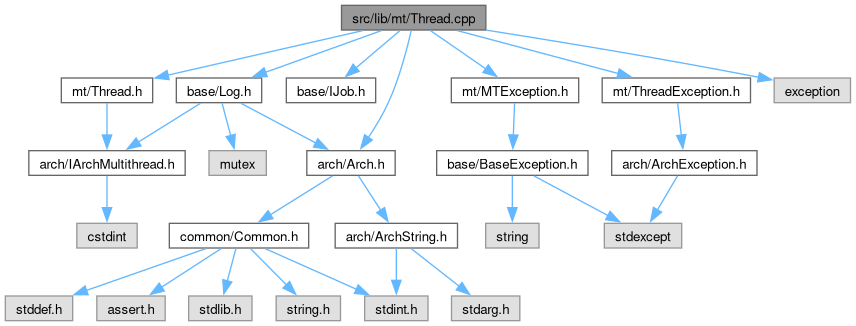 src/lib/mt/Thread.cpp
mt/Thread.h
base/Log.h
base/IJob.h
mt/MTException.h
mt/ThreadException.h
exception
arch/IArchMultithread.h
mutex
arch/Arch.h
base/BaseException.h
arch/ArchException.h
cstdint
common/Common.h
arch/ArchString.h
string
stdexcept
stddef.h
assert.h
stdlib.h
string.h
stdint.h
stdarg.h